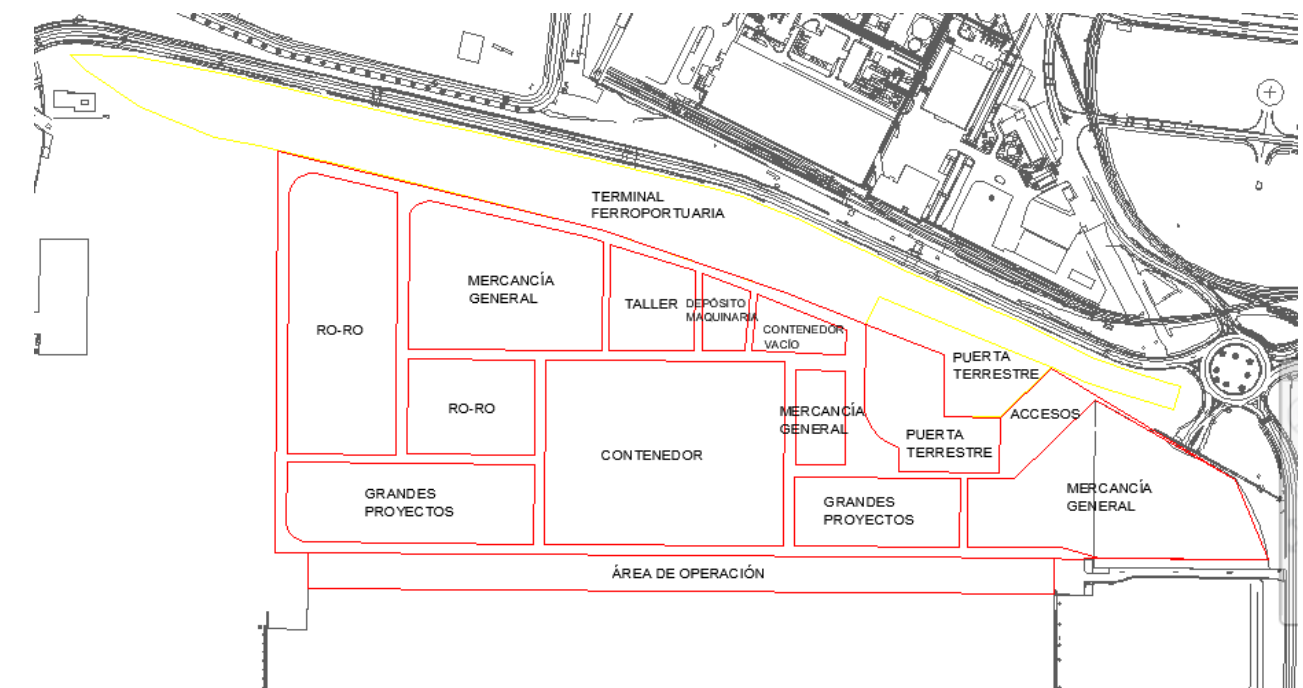 TERMINAL
FERROPORTUARIA
MERCANCÍA
GENERAL
TALLER
DEPÓSITO
MAQUINARIA
RO-RO
CONTENEDOR
VACÍO
PUERTA
TERRESTRE
RO-RO
MERCANCÍA
GENERAL
ACCESOS
PUERTA
TERRESTRE
CONTENEDOR
GRANDES
PROYECTOS
GRANDES
PROYECTOS
MERCANCÍA
GENERAL
ÁREA DE OPERACIÓN